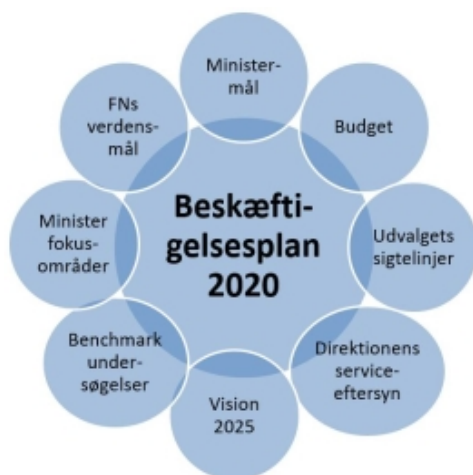 Minister-
mål
Budget
Udvalgets
sigtelinjer
Direktionens
service-
eftersyn
Vision
2025
Benchmark
under-
søgelser
Minister
fokus-
områder
FNs
verdens-
mål
Beskæfti-
gelsesplan
2020